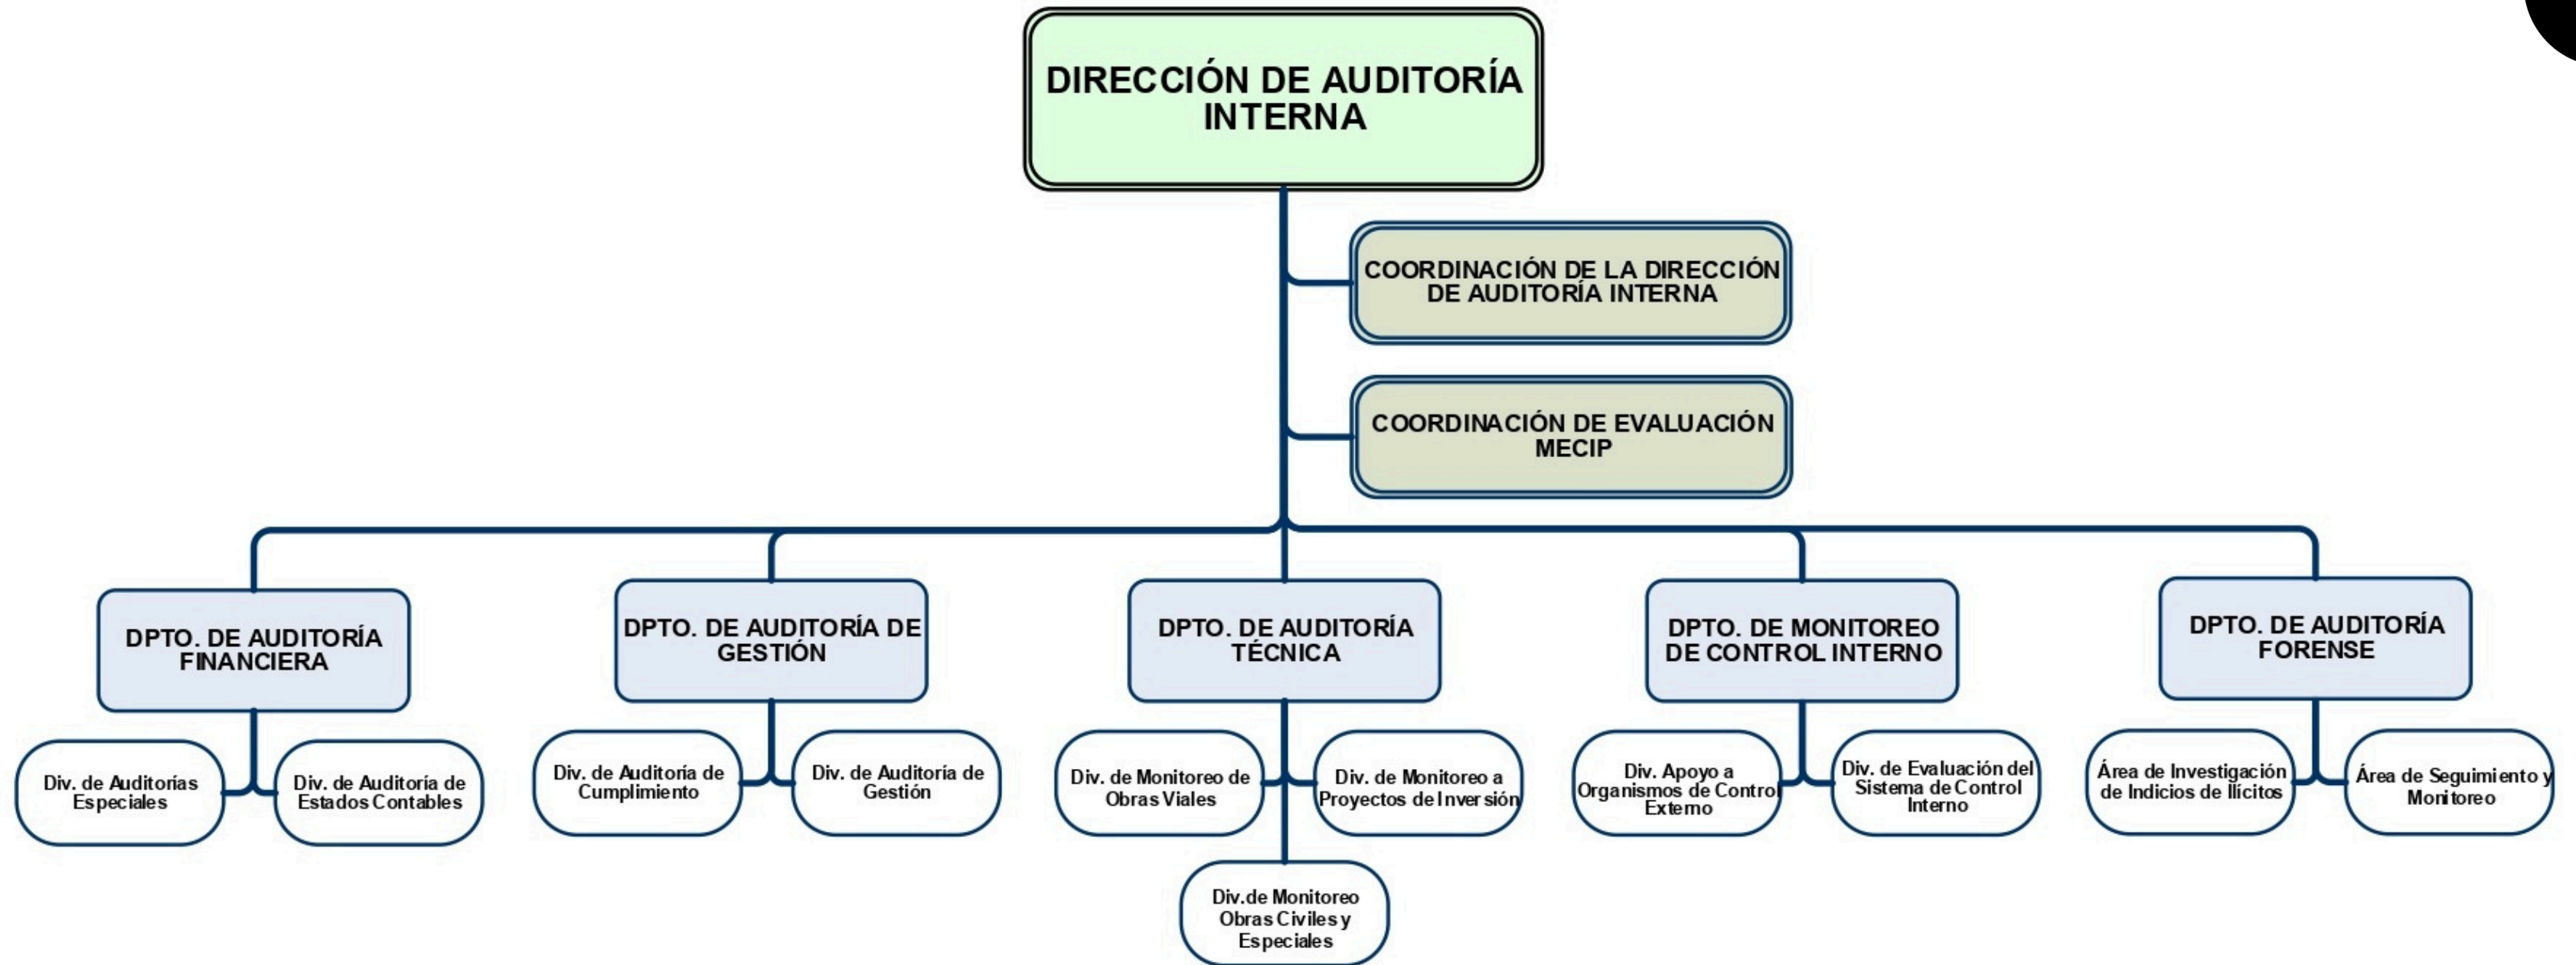 DIRECCIÓN DE AUDITORÍA
INTERNA
COORDINACIÓN DE LA DIRECCIÓN
DE AUDITORÍA INTERNA
COORDINACIÓN DE EVALUACIÓN
MECIP
DPTO. DE AUDITORÍA
FINANCIERA
DPTO. DE AUDITORÍA DE
GESTIÓN
DPTO. DE AUDITORÍA
TÉCNICA
DPTO. DE MONITOREO
DE CONTROL INTERNO
DPTO. DE AUDITORÍA
FORENSE
Div. de Auditorías
Especiales
Div. de Auditoría de
Estados Contables
Div. de Auditoría de
Cumplimiento
Div. de Auditoría de
Gestión
Div. de Monitoreo de
Obras Viales
Div. de Monitoreo a
Proyectos de Inversión
Div.de Monitoreo
Obras Civiles y
Especiales
Div. Apoyo a
Organismos de Control
Externo
Div. de Evaluación del
Sistema de Control
Interno
Área de Investigación
de Indicios de Ilícitos
Área de Seguimiento y
Monitoreo